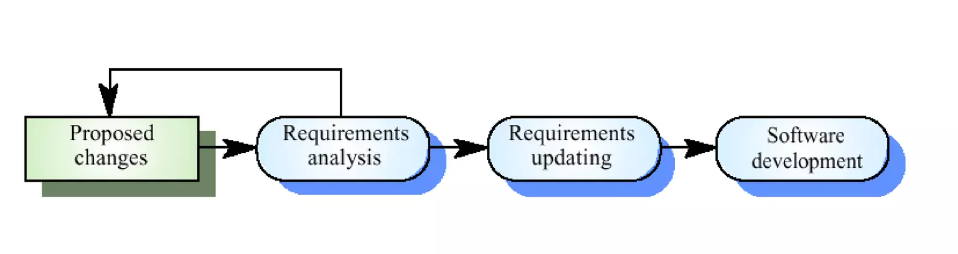 Proposed
changes
Requirements
analysis
Requirements
updating
Software
development